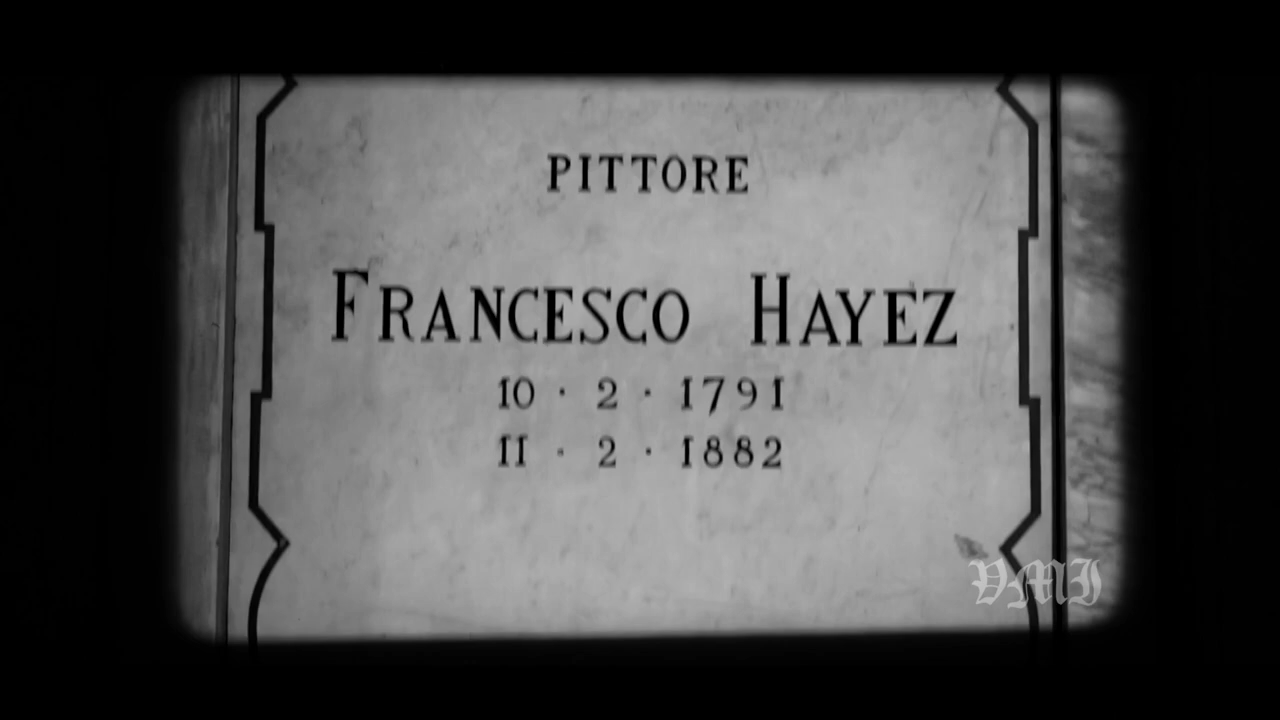 PITTORE
FRANCESCO HAYEZ
10 · 2 · 1791
11 · 2 · 1882
VMI